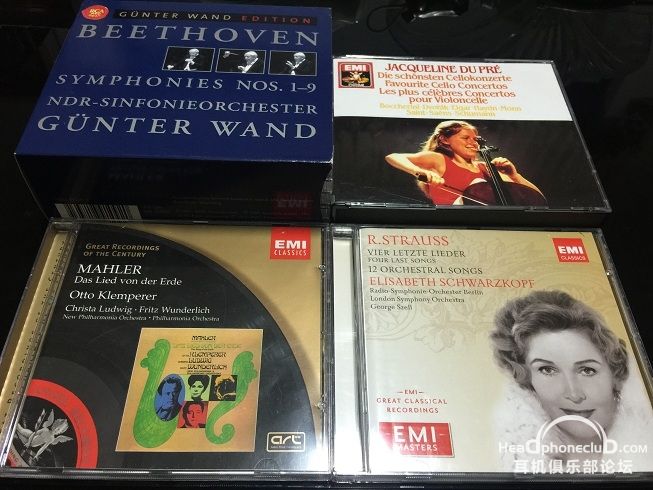 RCA
GÜNTER WAND EDITION
BEETHOVEN
SYMPHONIES NOS. 1–9
NDR-SINFONIEORCHESTER
GÜNTER WAND
EMI
JACQUELINE DU PRÉ
Die schönsten Cellokonzerte
Favourite Cello Concertos
Les plus célèbres Concertos
pour Violoncelle
Boccherini·Dvořák·Elgar·Haydn·Monn
Saint-Saëns·Schumann
GREAT RECORDINGS
OF THE CENTURY
EMI
CLASSICS
MAHLER
Das Lied von der Erde
Otto Klemperer
Christa Ludwig · Fritz Wunderlich
New Philharmonia Orchestra · Philharmonia Orchestra
MAHLER
KLEMPERER
LUDWIG
WUNDERLICH
art
R.STRAUSS
VIER LETZTE LIEDER
FOUR LAST SONGS
12 ORCHESTRAL SONGS
ELISABETH SCHWARZKOPF
Radio-Symphonie-Orchester Berlin
London Symphony Orchestra
George Szell
EMI
CLASSICS
EMI
GREAT CLASSICAL
RECORDINGS
EMI
MASTERS
Headphoneclub.com
耳机俱乐部论坛